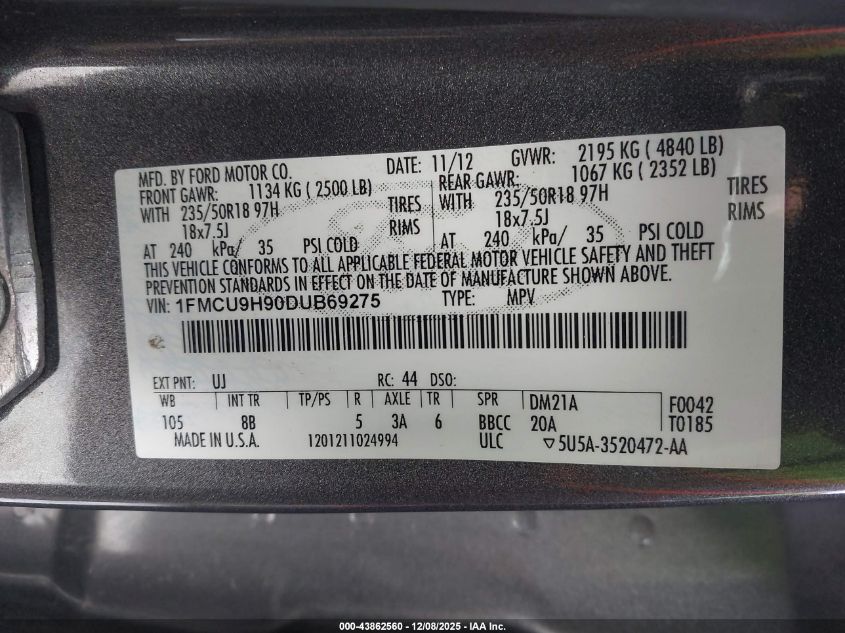 MFD. BY FORD MOTOR CO. DATE: 11/12 GVWR: 2195 KG ( 4840 LB)
FRONT GAWR: 1134 KG ( 2500 LB) REAR GAWR: 1067 KG ( 2352 LB)
WITH 235/50R18 97H TIRES WITH 235/50R18 97H TIRES
18x7.5J RIMS 18x7.5J RIMS
AT 240 kPa/ 35 PSI COLD AT 240 kPa/ 35 PSI COLD
THIS VEHICLE CONFORMS TO ALL APPLICABLE FEDERAL MOTOR VEHICLE SAFETY AND THEFT
PREVENTION STANDARDS IN EFFECT ON THE DATE OF MANUFACTURE SHOWN ABOVE.
VIN: 1FMCU9H90DUB69275 TYPE: MPV
EXT PNT: UJ RC: 44 DSO:
WB INT TR TP/PS R AXLE TR SPR DM21A F0042
105 8B 5 3A 6 BBCC 20A T0185
MADE IN U.S.A. 1201211024994 ULC ▽5U5A-3520472-AA
000-43862560 - 12/08/2025 - IAA Inc.